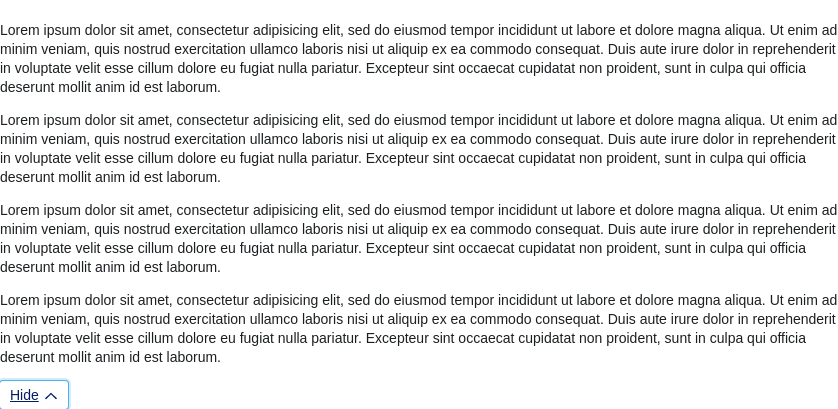 Lorem ipsum dolor sit amet, consectetur adipisicing elit, sed do eiusmod tempor incididunt ut labore et dolore magna aliqua. Ut enim ad
minim veniam, quis nostrud exercitation ullamco laboris nisi ut aliquip ex ea commodo consequat. Duis aute irure dolor in reprehenderit
in voluptate velit esse cillum dolore eu fugiat nulla pariatur. Excepteur sint occaecat cupidatat non proident, sunt in culpa qui officia
deserunt mollit anim id est laborum.
Lorem ipsum dolor sit amet, consectetur adipisicing elit, sed do eiusmod tempor incididunt ut labore et dolore magna aliqua. Ut enim ad
minim veniam, quis nostrud exercitation ullamco laboris nisi ut aliquip ex ea commodo consequat. Duis aute irure dolor in reprehenderit
in voluptate velit esse cillum dolore eu fugiat nulla pariatur. Excepteur sint occaecat cupidatat non proident, sunt in culpa qui officia
deserunt mollit anim id est laborum.
Lorem ipsum dolor sit amet, consectetur adipisicing elit, sed do eiusmod tempor incididunt ut labore et dolore magna aliqua. Ut enim ad
minim veniam, quis nostrud exercitation ullamco laboris nisi ut aliquip ex ea commodo consequat. Duis aute irure dolor in reprehenderit
in voluptate velit esse cillum dolore eu fugiat nulla pariatur. Excepteur sint occaecat cupidatat non proident, sunt in culpa qui officia
deserunt mollit anim id est laborum.
Lorem ipsum dolor sit amet, consectetur adipisicing elit, sed do eiusmod tempor incididunt ut labore et dolore magna aliqua. Ut enim ad
minim veniam, quis nostrud exercitation ullamco laboris nisi ut aliquip ex ea commodo consequat. Duis aute irure dolor in reprehenderit
in voluptate velit esse cillum dolore eu fugiat nulla pariatur. Excepteur sint occaecat cupidatat non proident, sunt in culpa qui officia
deserunt mollit anim id est laborum.
Hide